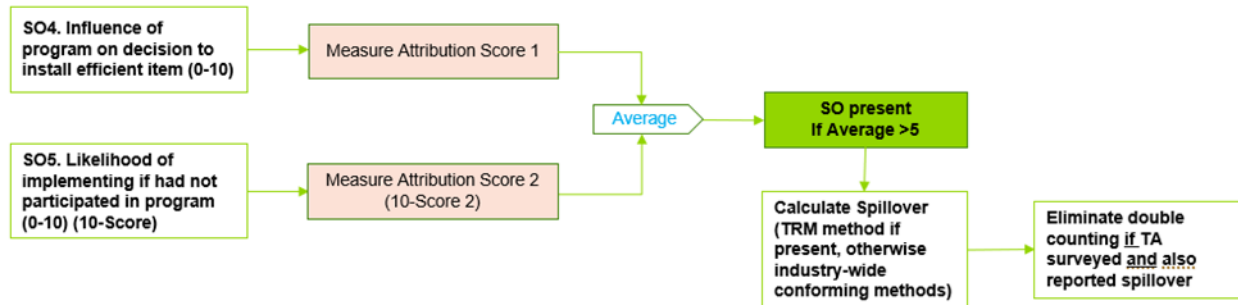 SO4. Influence of
program on decision to
install efficient item (0-10)
Measure Attribution Score 1
Average
SO present
If Average >5
SO5. Likelihood of
implementing if had not
participated in program
(0-10) (10-Score)
Measure Attribution Score 2
(10-Score 2)
Calculate Spillover
(TRM method if
present, otherwise
industry-wide
conforming methods)
Eliminate double
counting if TA
surveyed and also
reported spillover